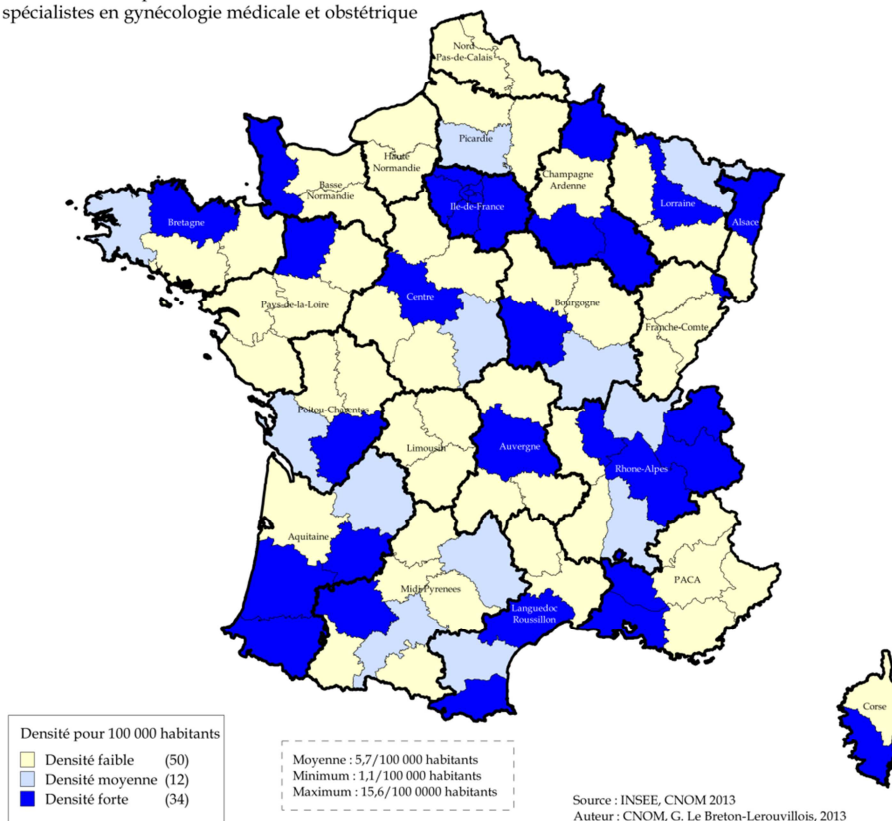 spécialistes en gynécologie médicale et obstétrique
Nord
Pas-de-Calais
Picardie
Haute
Normandie
Basse
Normandie
Champagne
Ardenne
Ile-de-France
Lorraine
Alsace
Bretagne
Pays-de-la-Loire
Centre
Bourgogne
Franche-Comte
Poitou-Charentes
Limousin
Auvergne
Rhone-Alpes
Aquitaine
Midi-Pyrenees
Languedoc
Roussillon
PACA
Corse
Densité pour 100 000 habitants
Densité faible (50)
Densité moyenne (12)
Densité forte (34)
Moyenne : 5,7/100 000 habitants
Minimum : 1,1/100 000 habitants
Maximum : 15,6/100 0000 habitants
Source : INSEE, CNOM 2013
Auteur : CNOM, G. Le Breton-Lerouvillois, 2013